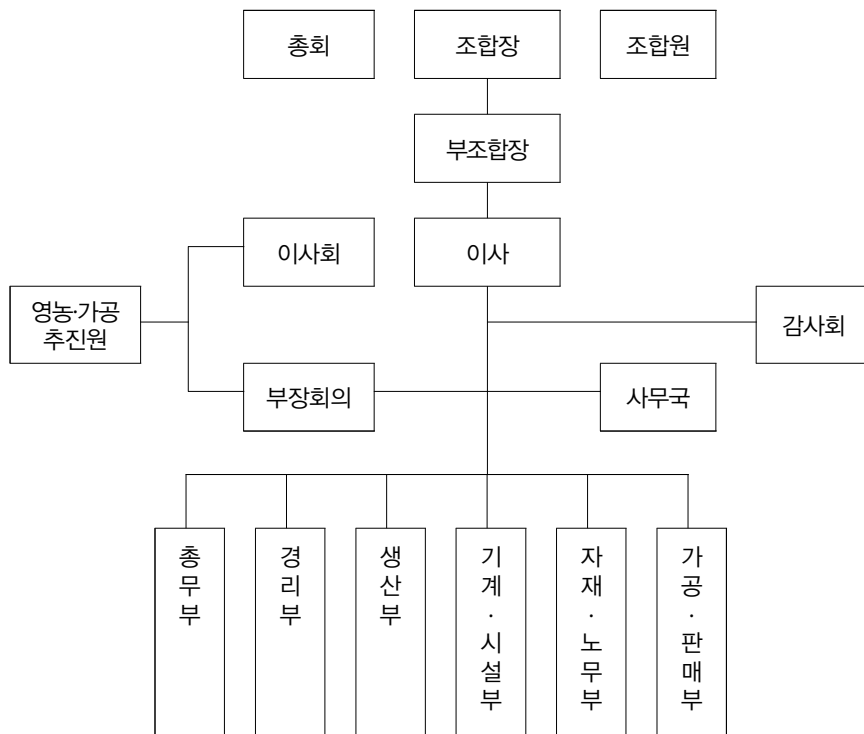 총회
조합장
조합원
부조합장
이사회
이사
영농·가공
추진원
감사회
부장회의
사무국
총무부
경리부
생산부
기계·시설부
자재·노무부
가공·판매부